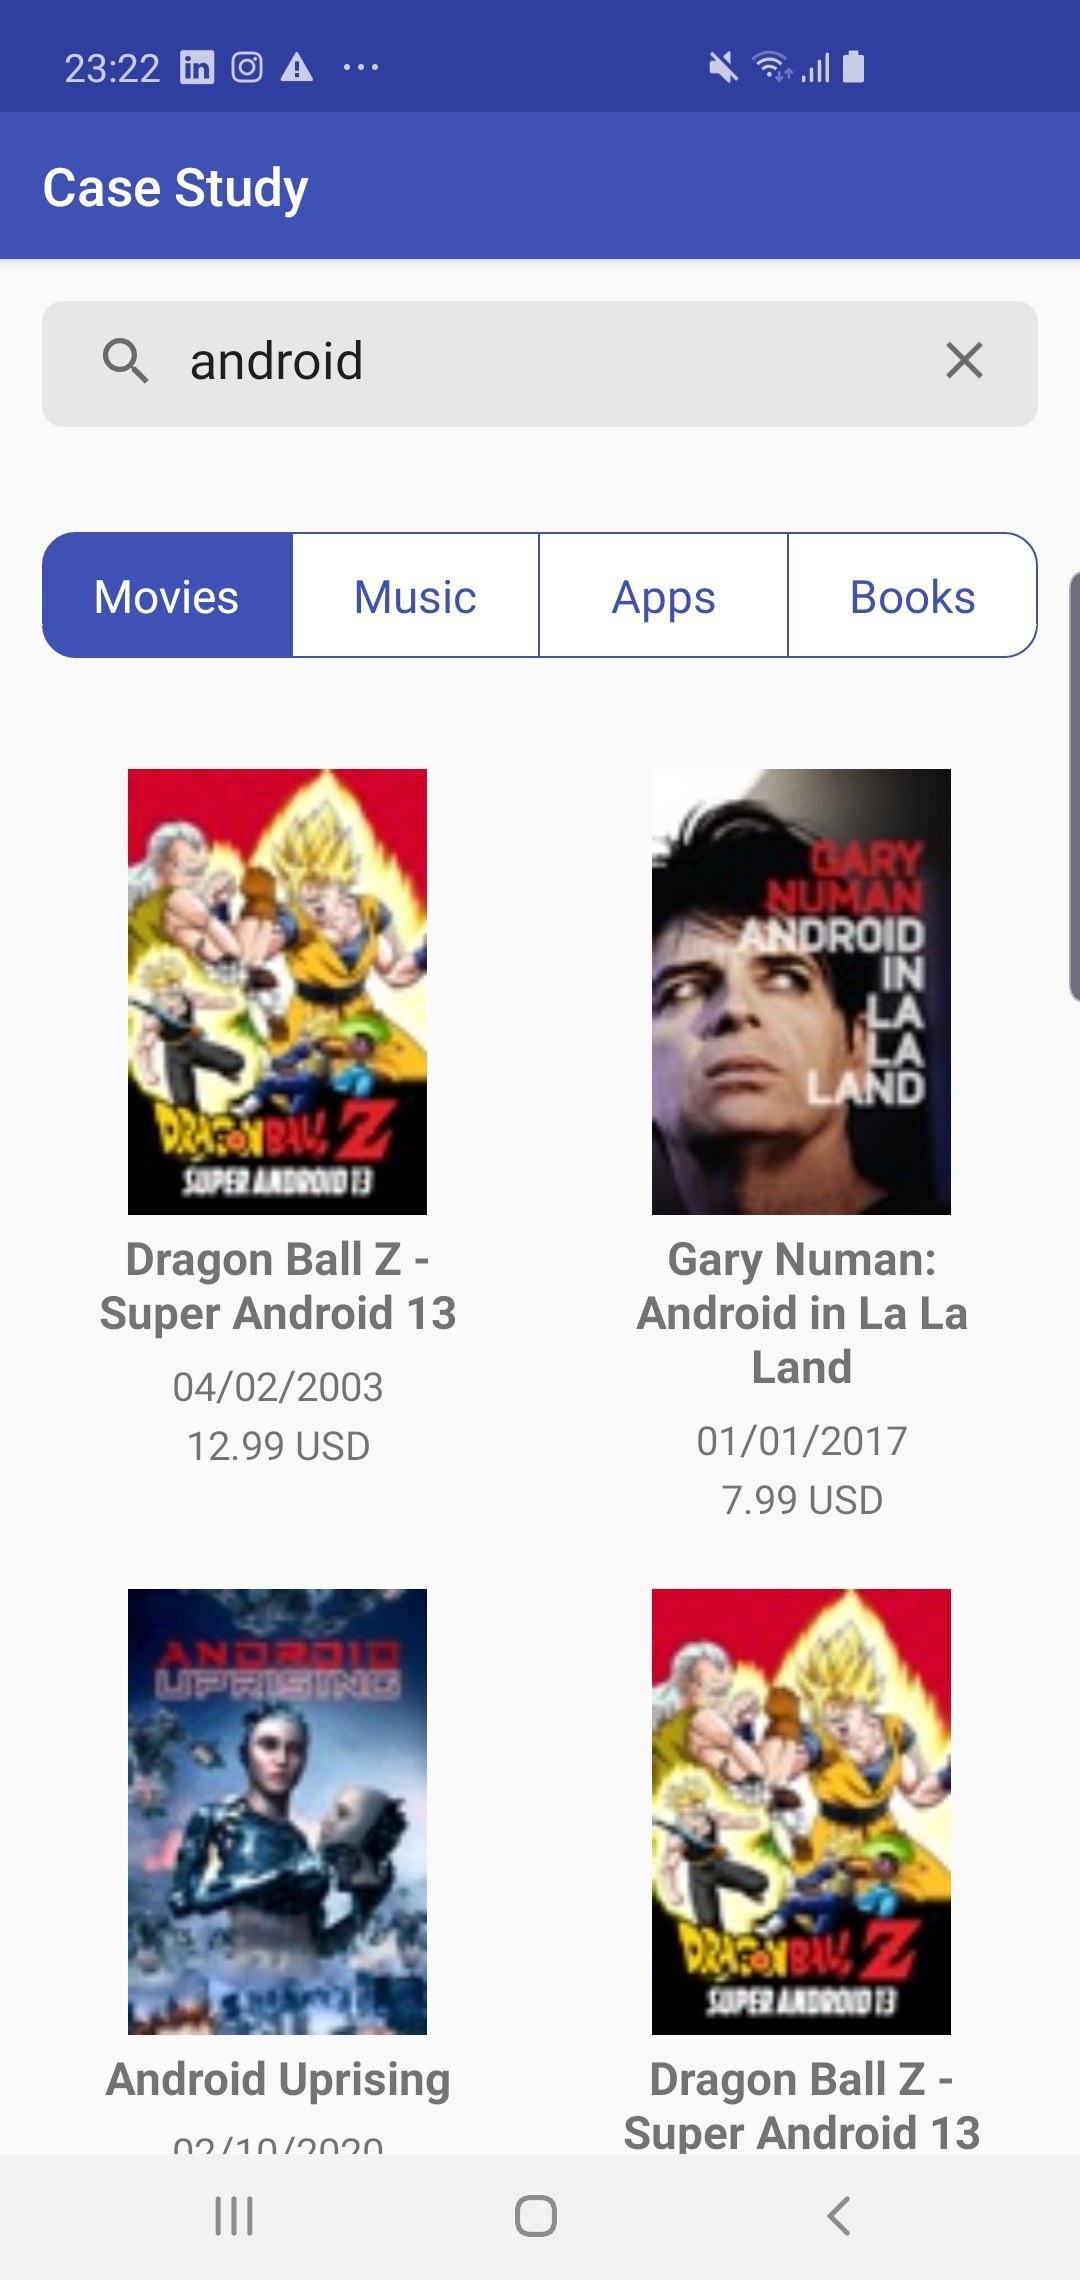 23:22
Case Study
android
Movies Music Apps Books
DRAGON BALL Z
SUPER ANDROID 13
GARY
NUMAN
ANDROID
IN
LA
LA
LAND
Dragon Ball Z -
Super Android 13
04/02/2003
12.99 USD
Gary Numan:
Android in La La
Land
01/01/2017
7.99 USD
ANDROID
UPRISING
DRAGON BALL Z
SUPER ANDROID 13
Android Uprising
02/10/2020
Dragon Ball Z -
Super Android 13